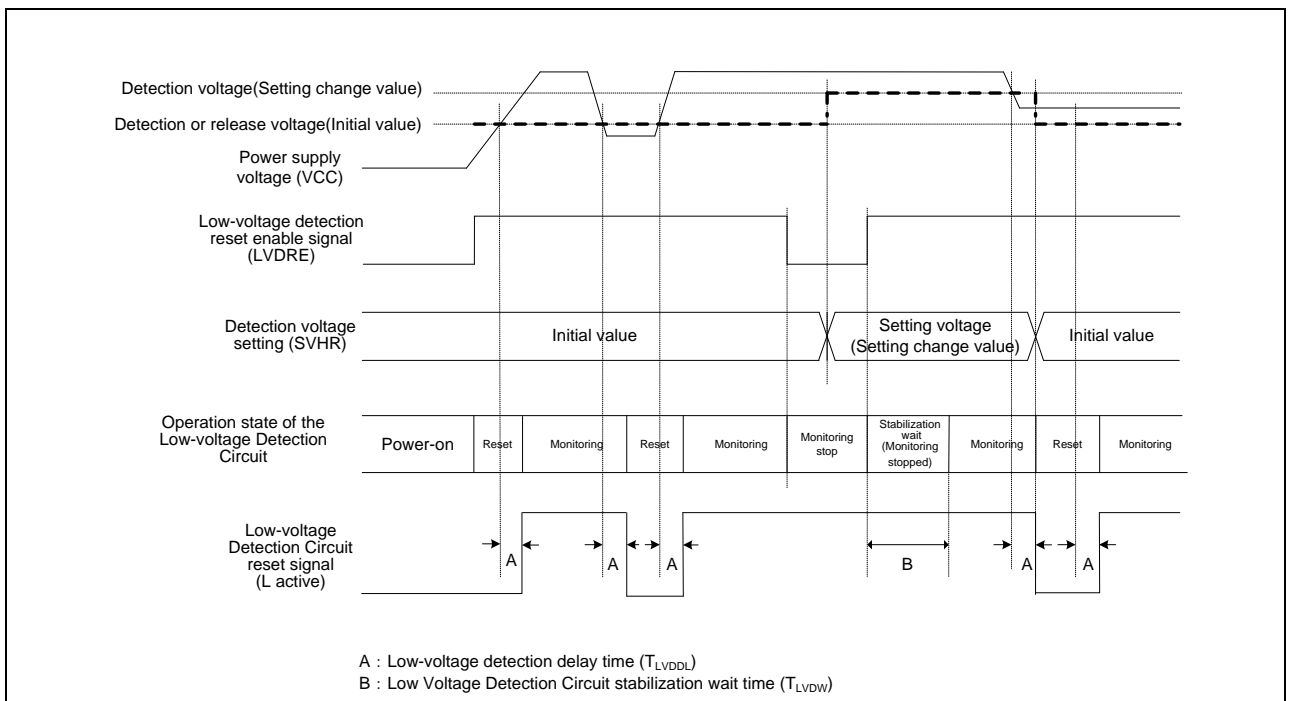 Detection voltage(Setting change value)
Detection or release voltage(Initial value)
Power supply
voltage (VCC)
Low-voltage detection
reset enable signal
(LVDRE)
Detection voltage
setting (SVHR)
Initial value
Setting voltage
(Setting change value)
Initial value
Operation state of the
Low-voltage Detection
Circuit
Power-on
Reset
Monitoring
Reset
Monitoring
Monitoring
stop
Stabilization
wait
(Monitoring
stopped)
Monitoring
Reset
Monitoring
Low-voltage
Detection Circuit
reset signal
(L active)
A
A
A
B
A
A
A : Low-voltage detection delay time (TLVDDL)
B : Low Voltage Detection Circuit stabilization wait time (TLVDW)